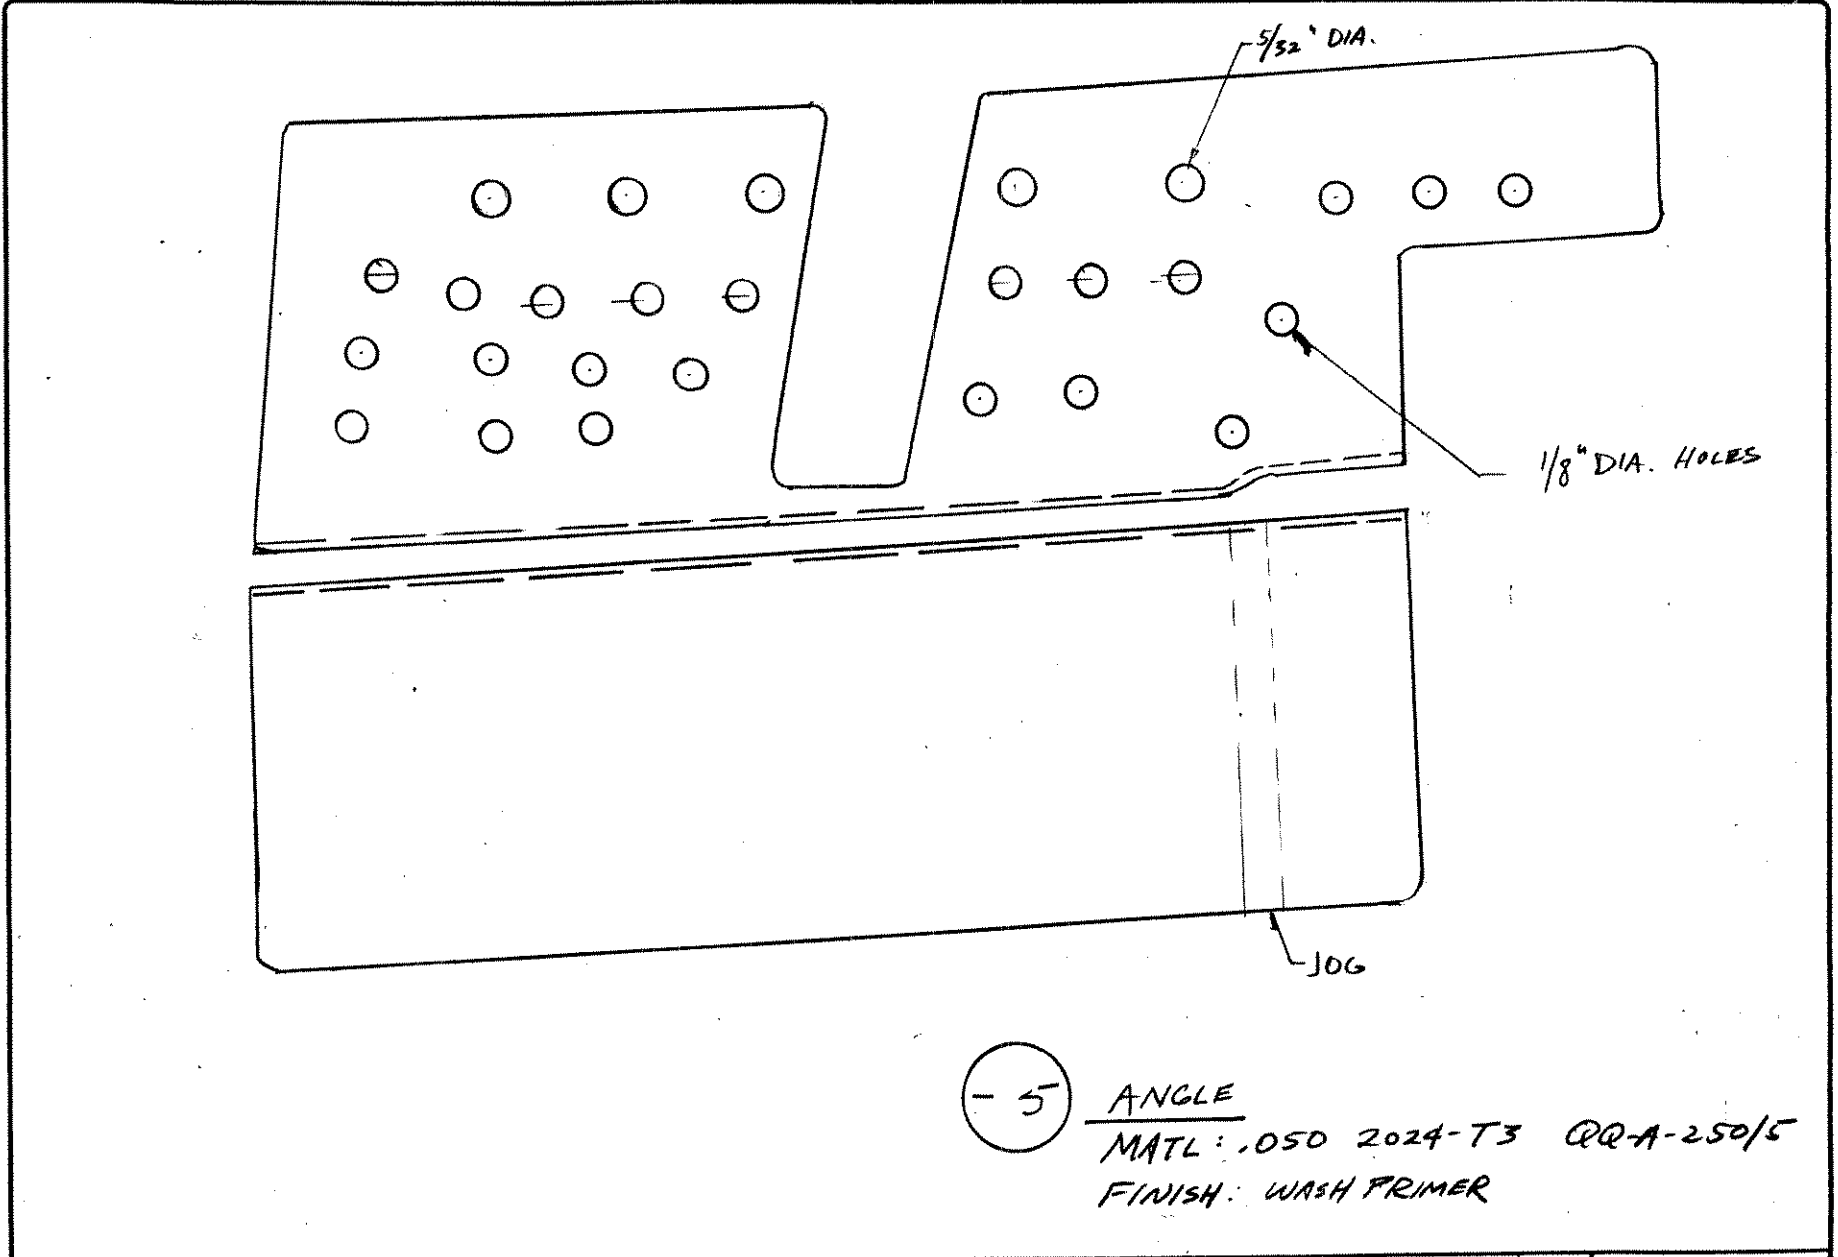 5/32" DIA.
1/8" DIA. HOLES
JOG
-5 ANGLE
MATL: .050 2024-T3 QQ-A-250/5
FINISH: WASH PRIMER